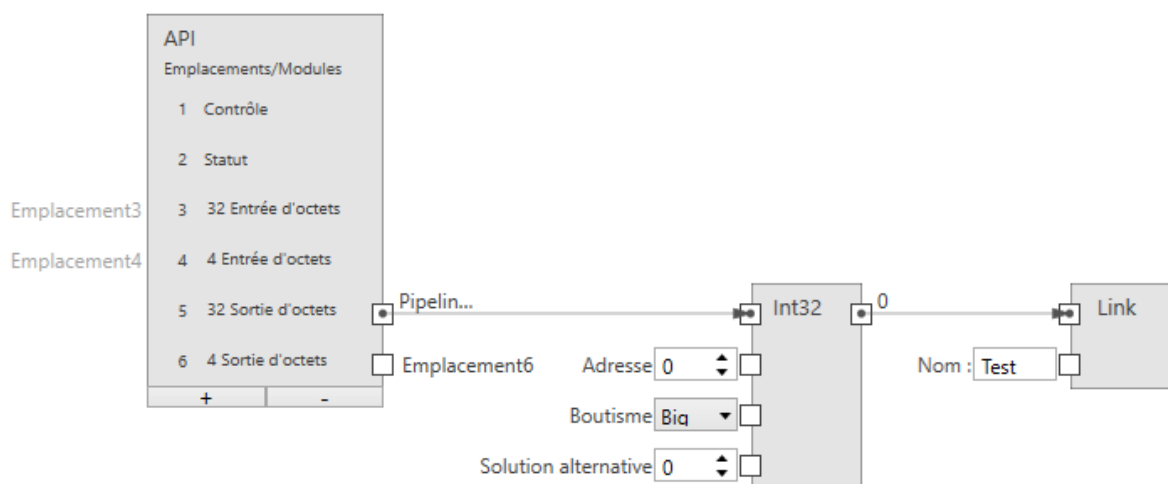 API
Emplacements/Modules
1 Contrôle
2 Statut
Emplacement3 3 32 Entrée d'octets
Emplacement4 4 4 Entrée d'octets
5 32 Sortie d'octets Pipelin... Int32 0 Link
6 4 Sortie d'octets Emplacement6 Adresse 0 Nom : Test
+ -
Boutisme Big
Solution alternative 0